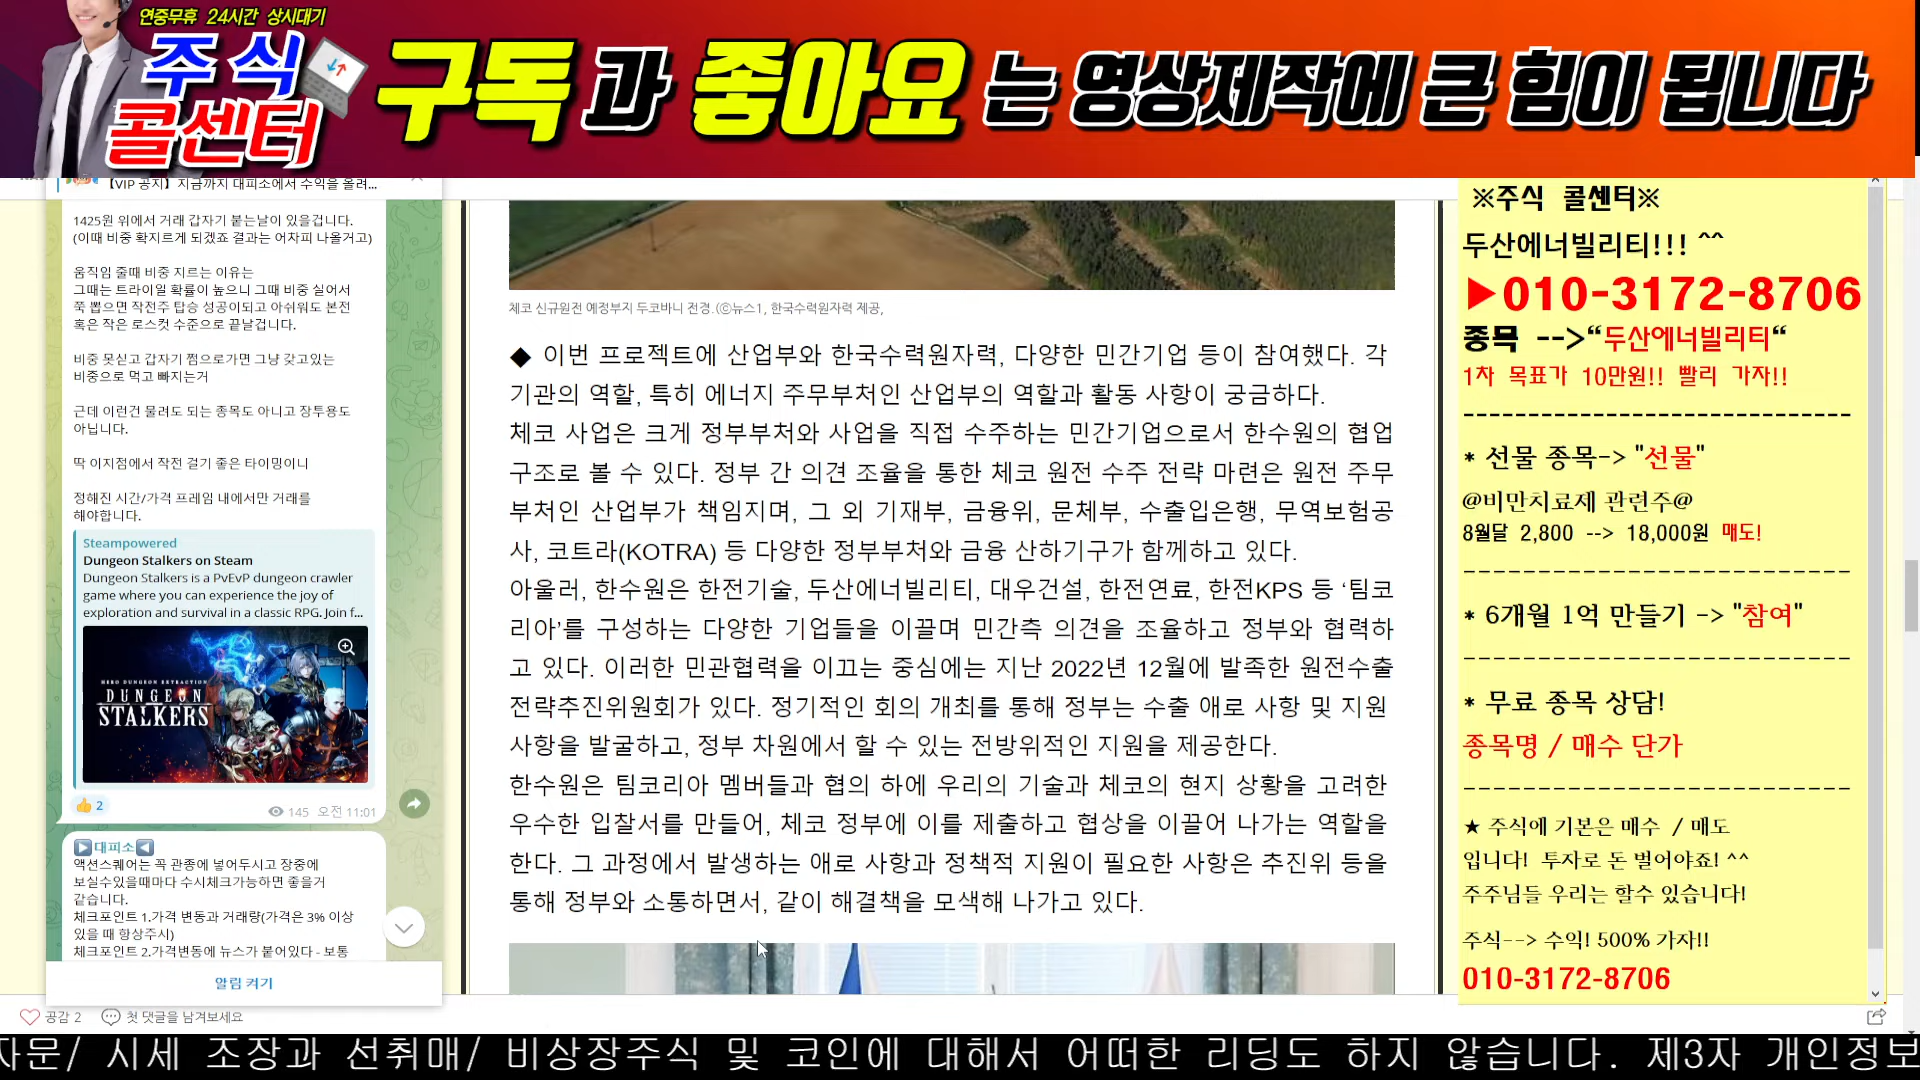 연중무휴 24시간 상시대기
주식
콜센터
구독과 좋아요는 영상제작에 큰 힘이 됩니다
【VIP 공지】지금까지 대피소에서 수익을 올려...
1425원 위에서 거래 갑자기 붙는날이 있을겁니다.
(이때 비중 확지르게 되겠죠 결과는 어차피 나올거고)
움직임 줄때 비중 지르는 이유는
그때는 트라이얼 확률이 높으니 그때 비중 실어서
쭉 뽑으면 작전주 탑승 성공이되고 아쉬워도 본전
혹은 작은 로스컷 수준으로 끝날겁니다.
비중 못싣고 갑자기 쩜으로가면 그냥 갖고있는
비중으로 먹고 빠지는거
근데 이런건 물려도 되는 종목도 아니고 장투용도
아닙니다.
딱 이지점에서 작전 걸기 좋은 타이밍이니
정해진 시간/가격 프레임 내에서만 거래를
해야합니다.
Steampowered
Dungeon Stalkers on Steam
Dungeon Stalkers is a PvEvP dungeon crawler
game where you can experience the joy of
exploration and survival in a classic RPG. Join f...
HERO DUNGEON EXTRACTION
DUNGEON
STALKERS
2
145 오전 11:01
▶대피소◀
액션스퀘어는 꼭 관종에 넣어두시고 장중에
보실수있을때마다 수시체크가능하면 좋을거
같습니다.
체크포인트 1.가격 변동과 거래량(가격은 3% 이상
있을 때 항상주시)
체크포인트 2.가격변동에 뉴스가 붙어있다 - 보통
알림 켜기
공감 2 첫 댓글을 남겨보세요
체코 신규원전 예정부지 두코바니 전경.(ⓒ뉴스1, 한국수력원자력 제공,
◆ 이번 프로젝트에 산업부와 한국수력원자력, 다양한 민간기업 등이 참여했다. 각
기관의 역할, 특히 에너지 주무부처인 산업부의 역할과 활동 사항이 궁금하다.
체코 사업은 크게 정부부처와 사업을 직접 수주하는 민간기업으로서 한수원의 협업
구조로 볼 수 있다. 정부 간 의견 조율을 통한 체코 원전 수주 전략 마련은 원전 주무
부처인 산업부가 책임지며, 그 외 기재부, 금융위, 문체부, 수출입은행, 무역보험공
사, 코트라(KOTRA) 등 다양한 정부부처와 금융 산하기구가 함께하고 있다.
아울러, 한수원은 한전기술, 두산에너빌리티, 대우건설, 한전연료, 한전KPS 등 ‘팀코
리아’를 구성하는 다양한 기업들을 이끌며 민간측 의견을 조율하고 정부와 협력하
고 있다. 이러한 민관협력을 이끄는 중심에는 지난 2022년 12월에 발족한 원전수출
전략추진위원회가 있다. 정기적인 회의 개최를 통해 정부는 수출 애로 사항 및 지원
사항을 발굴하고, 정부 차원에서 할 수 있는 전방위적인 지원을 제공한다.
한수원은 팀코리아 멤버들과 협의 하에 우리의 기술과 체코의 현지 상황을 고려한
우수한 입찰서를 만들어, 체코 정부에 이를 제출하고 협상을 이끌어 나가는 역할을
한다. 그 과정에서 발생하는 애로 사항과 정책적 지원이 필요한 사항은 추진위 등을
통해 정부와 소통하면서, 같이 해결책을 모색해 나가고 있다.
※주식 콜센터※
두산에너빌리티!!! ^^
▶010-3172-8706
종목 -->“두산에너빌리티“
1차 목표가 10만원!! 빨리 가자!!
* 선물 종목-> "선물"
@비만치료제 관련주@
8월달 2,800 --> 18,000원 매도!
* 6개월 1억 만들기 -> "참여"
* 무료 종목 상담!
종목명 / 매수 단가
★ 주식에 기본은 매수 / 매도
입니다! 투자로 돈 벌어야죠! ^^
주주님들 우리는 할수 있습니다!
주식--> 수익! 500% 가자!!
010-3172-8706
자문/ 시세 조장과 선취매/ 비상장주식 및 코인에 대해서 어떠한 리딩도 하지 않습니다. 제3자 개인정보